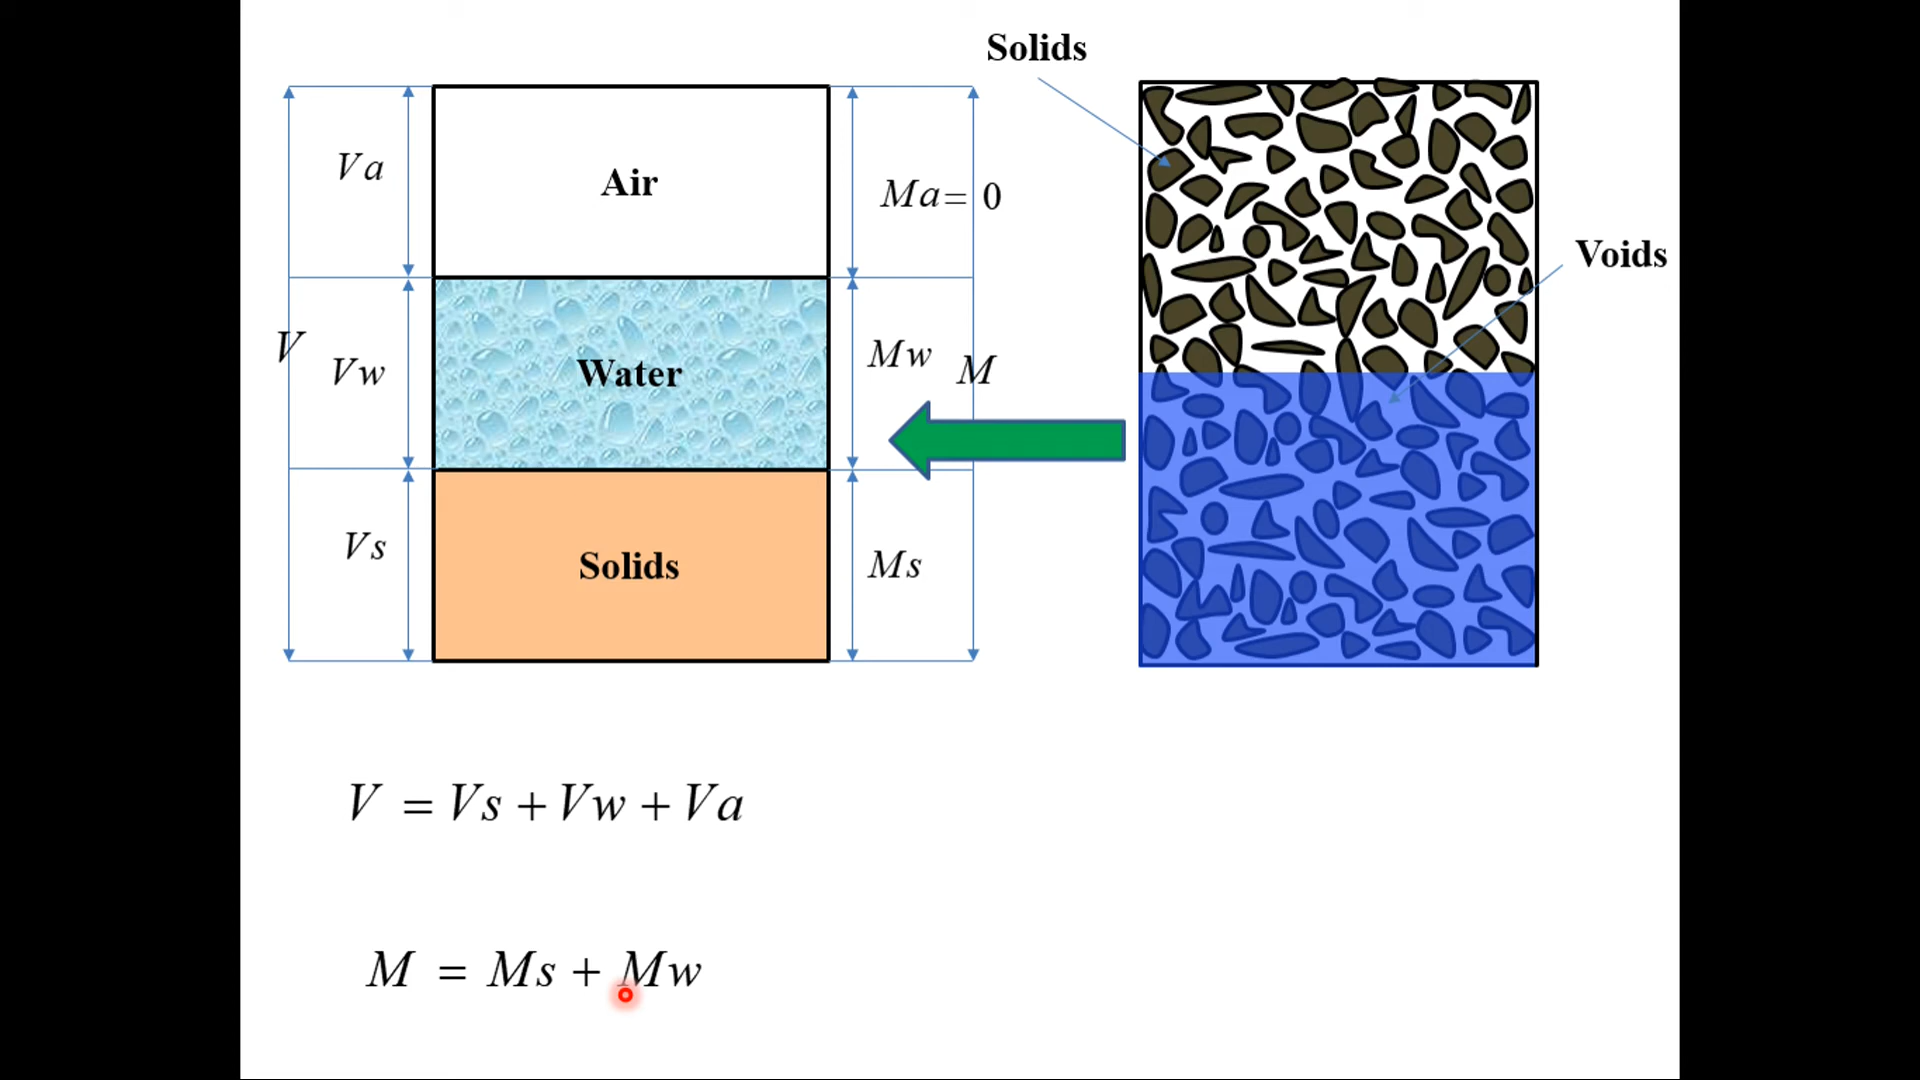 Solids
Va
Air
Ma = 0
Voids
V
Vw
Water
Mw
M
Vs
Solids
Ms
V = Vs + Vw + Va
M = Ms + Mw